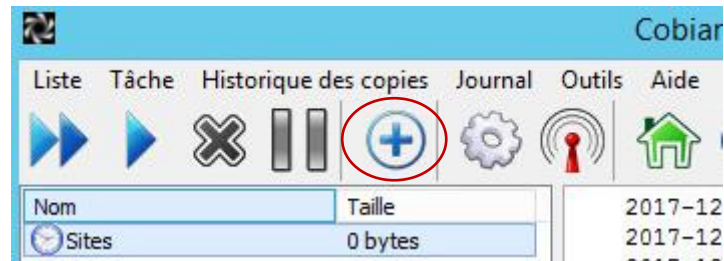 Cobian
Liste Tâche Historique des copies Journal Outils Aide
Nom Taille 2017-12
Sites 0 bytes 2017-12